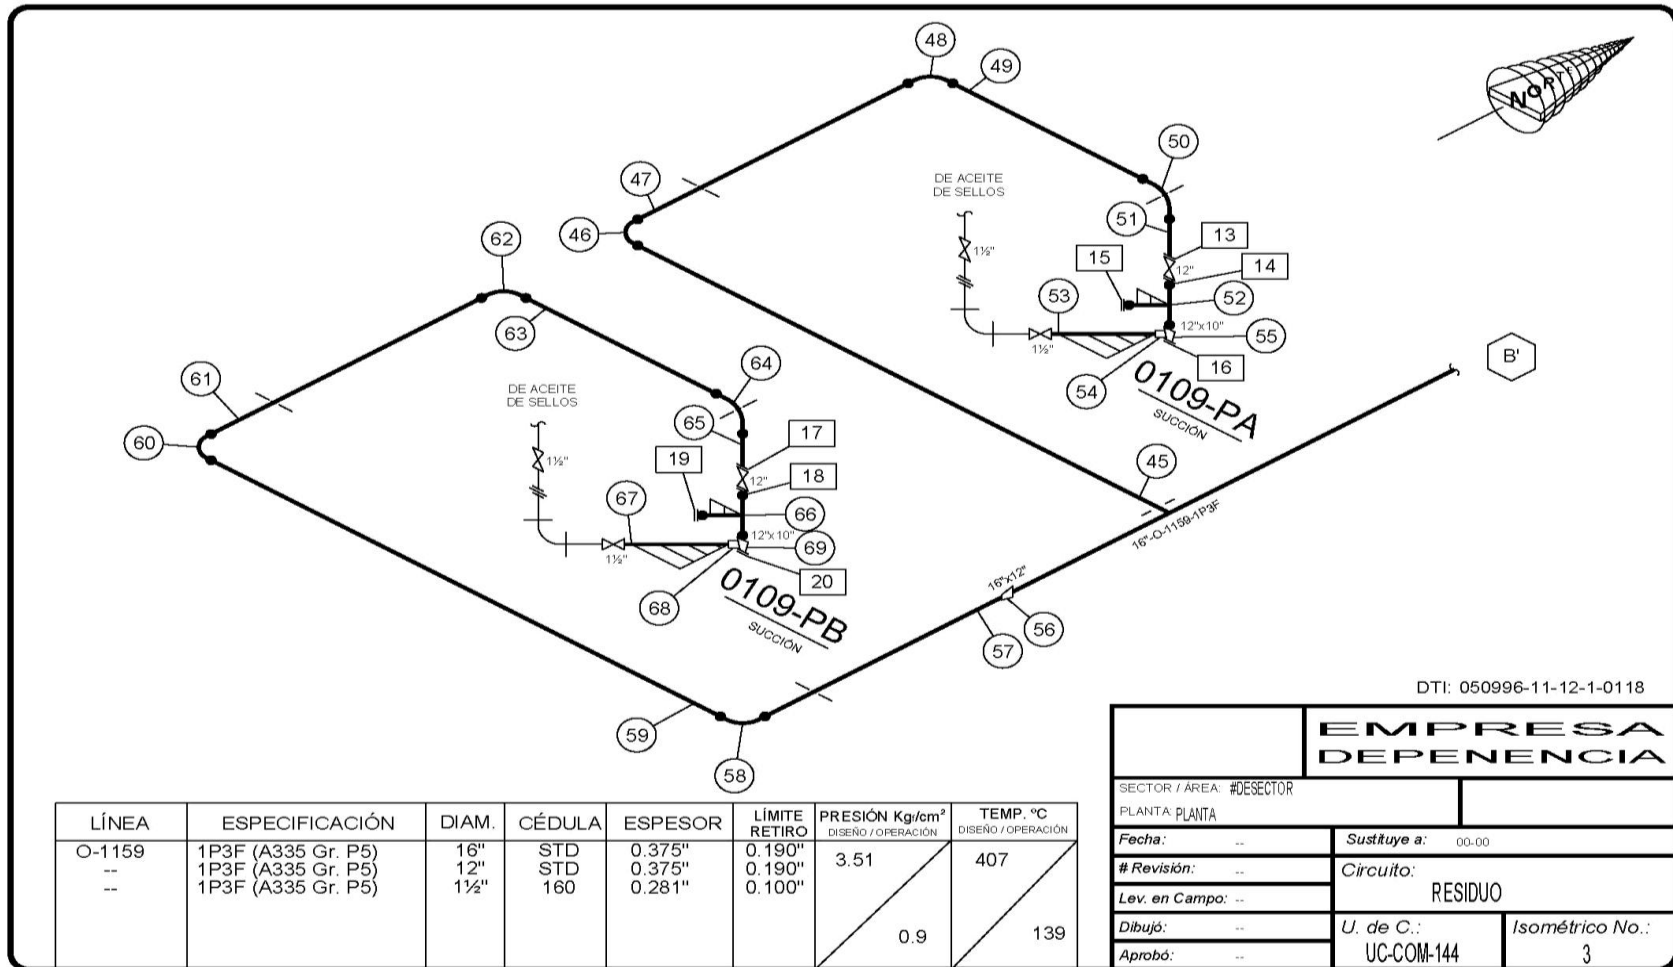 48
49
NORTE
50
DE ACEITE
DE SELLOS
47
51
46
13
62
1½"
15
12"
14
53
52
63
12"x10"
55
1½"
16
B'
64
54
0109-PA
SUCCIÓN
61
DE ACEITE
DE SELLOS
65
17
60
1½"
19
12"
18
45
67
66
12"x10"
16"-O-1159-1P3F
69
1½"
20
16"x12"
68
0109-PB
SUCCIÓN
56
57
59
58
DTI: 050996-11-12-1-0118
EMPRESA
DEPENENCIA
SECTOR / ÁREA: #DESECTOR
PLANTA: PLANTA
Fecha: -- Sustituye a: 00-00
# Revisión: -- Circuito:
RESIDUO
Lev. en Campo: --
Dibujó: -- U. de C.: Isométrico No.:
Aprobó: -- UC-COM-144 3
LÍNEA ESPECIFICACIÓN DIAM. CÉDULA ESPESOR LÍMITE RETIRO PRESIÓN Kg/cm² DISEÑO / OPERACIÓN TEMP. ºC DISEÑO / OPERACIÓN
O-1159 1P3F (A335 Gr. P5) 16" STD 0.375" 0.190" 3.51 407
-- 1P3F (A335 Gr. P5) 12" STD 0.375" 0.190"
-- 1P3F (A335 Gr. P5) 1½" 160 0.281" 0.100"
0.9 139